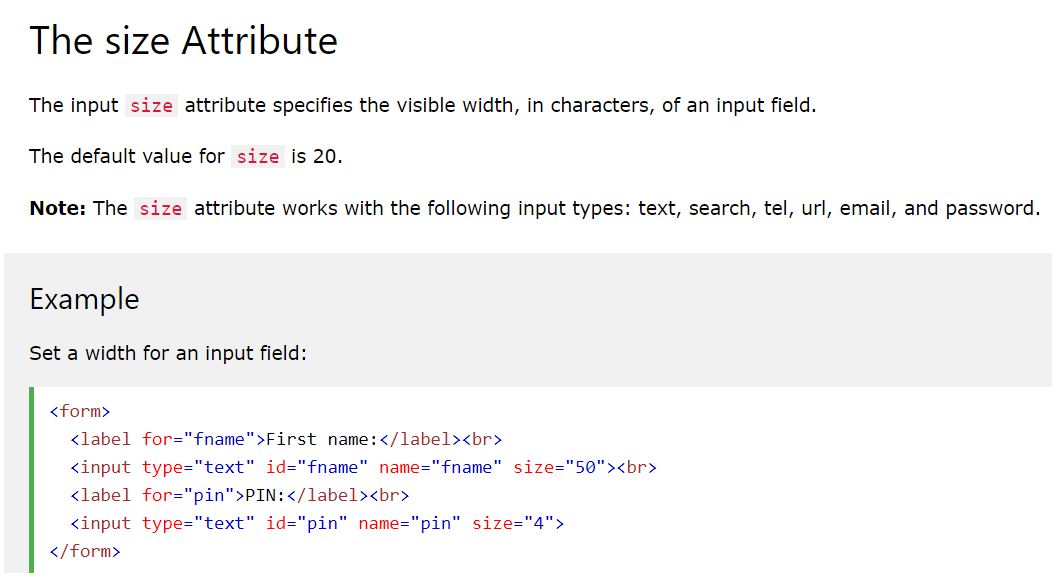 The size Attribute
The input size attribute specifies the visible width, in characters, of an input field.
The default value for size is 20.
Note: The size attribute works with the following input types: text, search, tel, url, email, and password.
Example
Set a width for an input field:
<form>
  <label for="fname">First name:</label><br>
  <input type="text" id="fname" name="fname" size="50"><br>
  <label for="pin">PIN:</label><br>
  <input type="text" id="pin" name="pin" size="4">
</form>